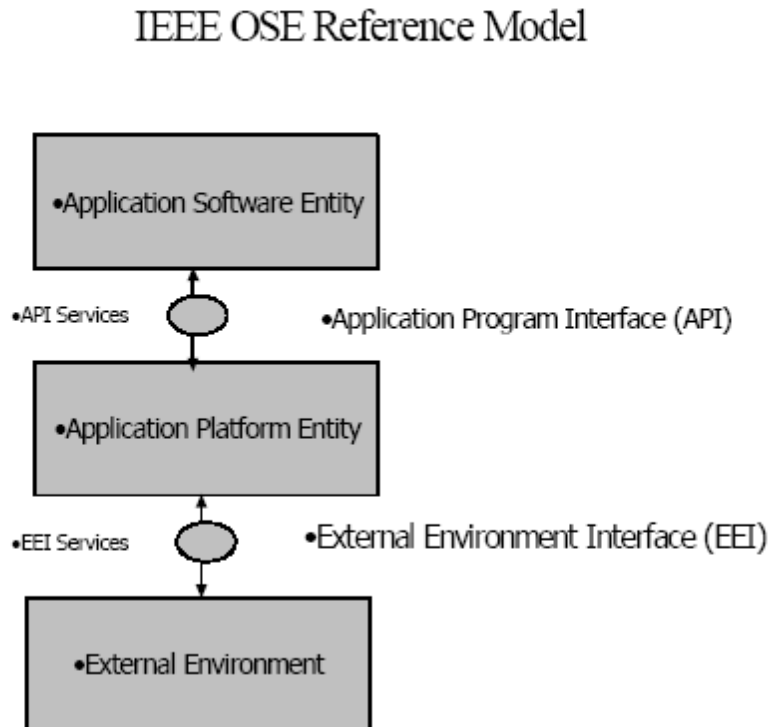 IEEE OSE Reference Model
•Application Software Entity
•API Services
•Application Program Interface (API)
•Application Platform Entity
•EEI Services
•External Environment Interface (EEI)
•External Environment